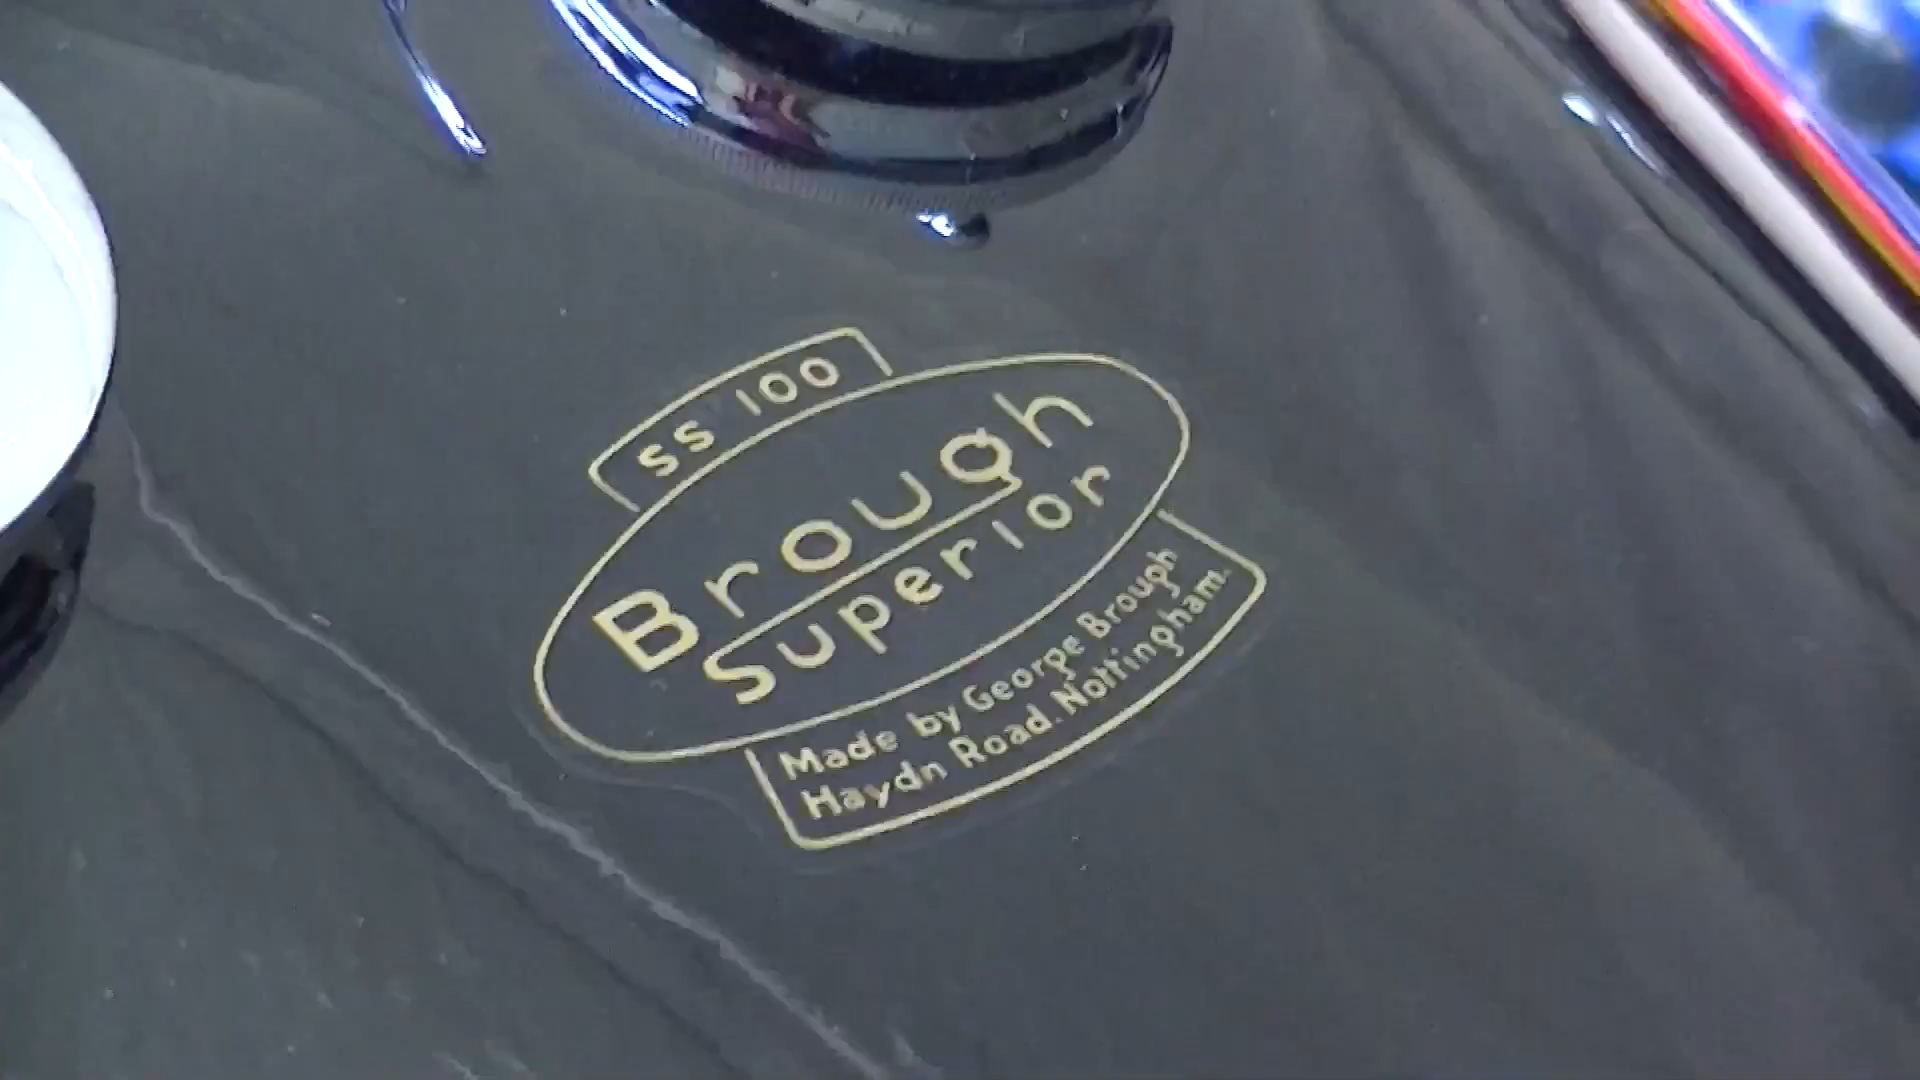 SS 100
Brough
Superior
Made by George Brough
Haydn Road. Nottingham.